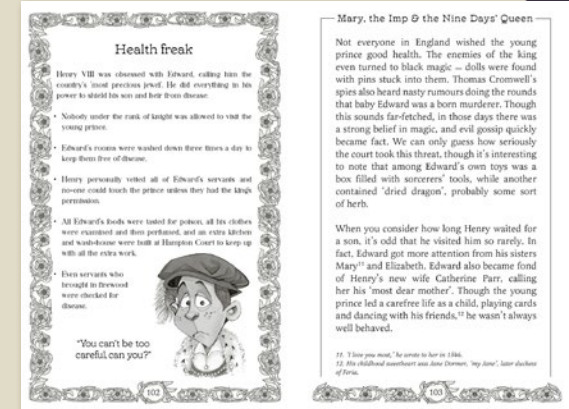 Health freak
Henry VIII was obsessed with Edward, calling him the
country's 'most precious jewel'. He did everything in his
power to shield his son and heir from disease.
• Nobody under the rank of knight was allowed to visit the
young prince.
• Edward's rooms were washed down three times a day to
keep them free of disease.
• Henry personally vetted all of Edward's servants and
no-one could touch the prince unless they had the king's
permission.
• All Edward's foods were tasted for poison, all his clothes
were examined and then perfumed, and an extra kitchen
and wash-house were built at Hampton Court to keep up
with all the extra work.
• Even servants who
brought in firewood
were checked for
disease.
"You can't be too
careful, can you?"
102
Mary, the Imp & the Nine Days' Queen
Not everyone in England wished the young
prince good health. The enemies of the king
even turned to black magic – dolls were found
with pins stuck into them. Thomas Cromwell's
spies also heard nasty rumours doing the rounds
that baby Edward was a born murderer. Though
this sounds far-fetched, in those days there was
a strong belief in magic, and evil gossip quickly
became fact. We can only guess how seriously
the court took this threat, though it's interesting
to note that among Edward's own toys was a
box filled with sorcerers' tools, while another
contained 'dried dragon', probably some sort
of herb.
When you consider how long Henry waited for
a son, it's odd that he visited him so rarely. In
fact, Edward got more attention from his sisters
Mary¹¹ and Elizabeth. Edward also became fond
of Henry's new wife Catherine Parr, calling
her his 'most dear mother'. Though the young
prince led a carefree life as a child, playing cards
and dancing with his friends,¹² he wasn't always
well behaved.
11. 'I love you most,' he wrote to her in 1546.
12. His childhood sweetheart was Jane Dormer, 'my Jane', later duchess
of Feria.
103